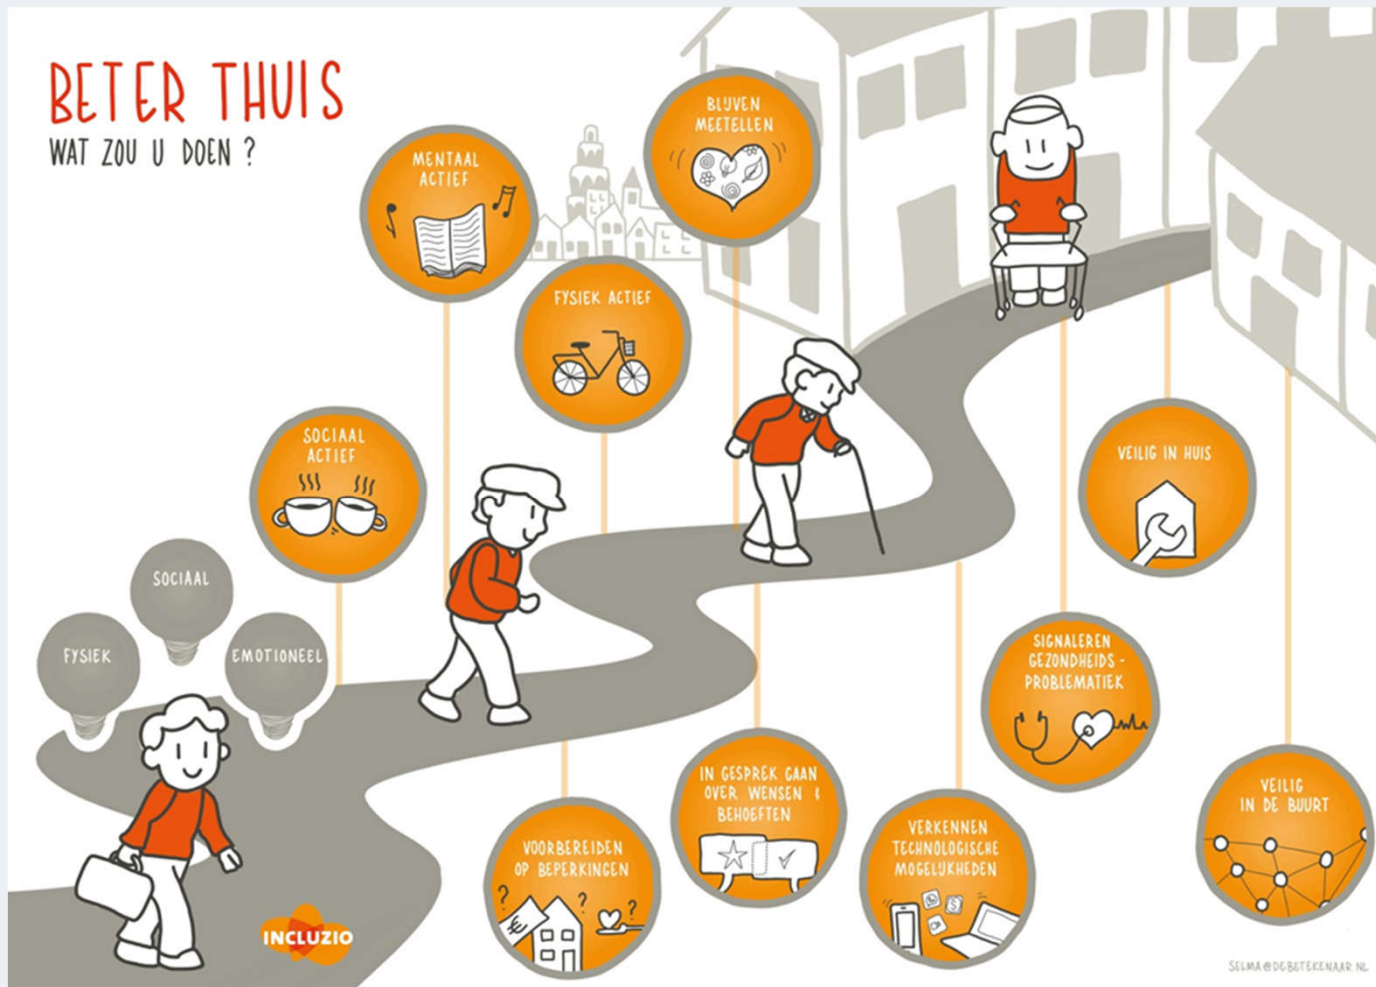 BETER THUIS
WAT ZOU U DOEN ?
MENTAAL
ACTIEF
BLIJVEN
MEETELLEN
FYSIEK ACTIEF
SOCIAAL
ACTIEF
VEILIG IN HUIS
SOCIAAL
FYSIEK
EMOTIONEEL
SIGNALEREN
GEZONDHEIDS-
PROBLEMATIEK
IN GESPREK GAAN
OVER WENSEN &
BEHOEFTEN
VEILIG
IN DE BUURT
VERKENNEN
TECHNOLOGISCHE
MOGELIJKHEDEN
VOORBEREIDEN
OP BEPERKINGEN
? ? ?
€
INCLUZIO
SELMA@DEBETEKENAAR.NL